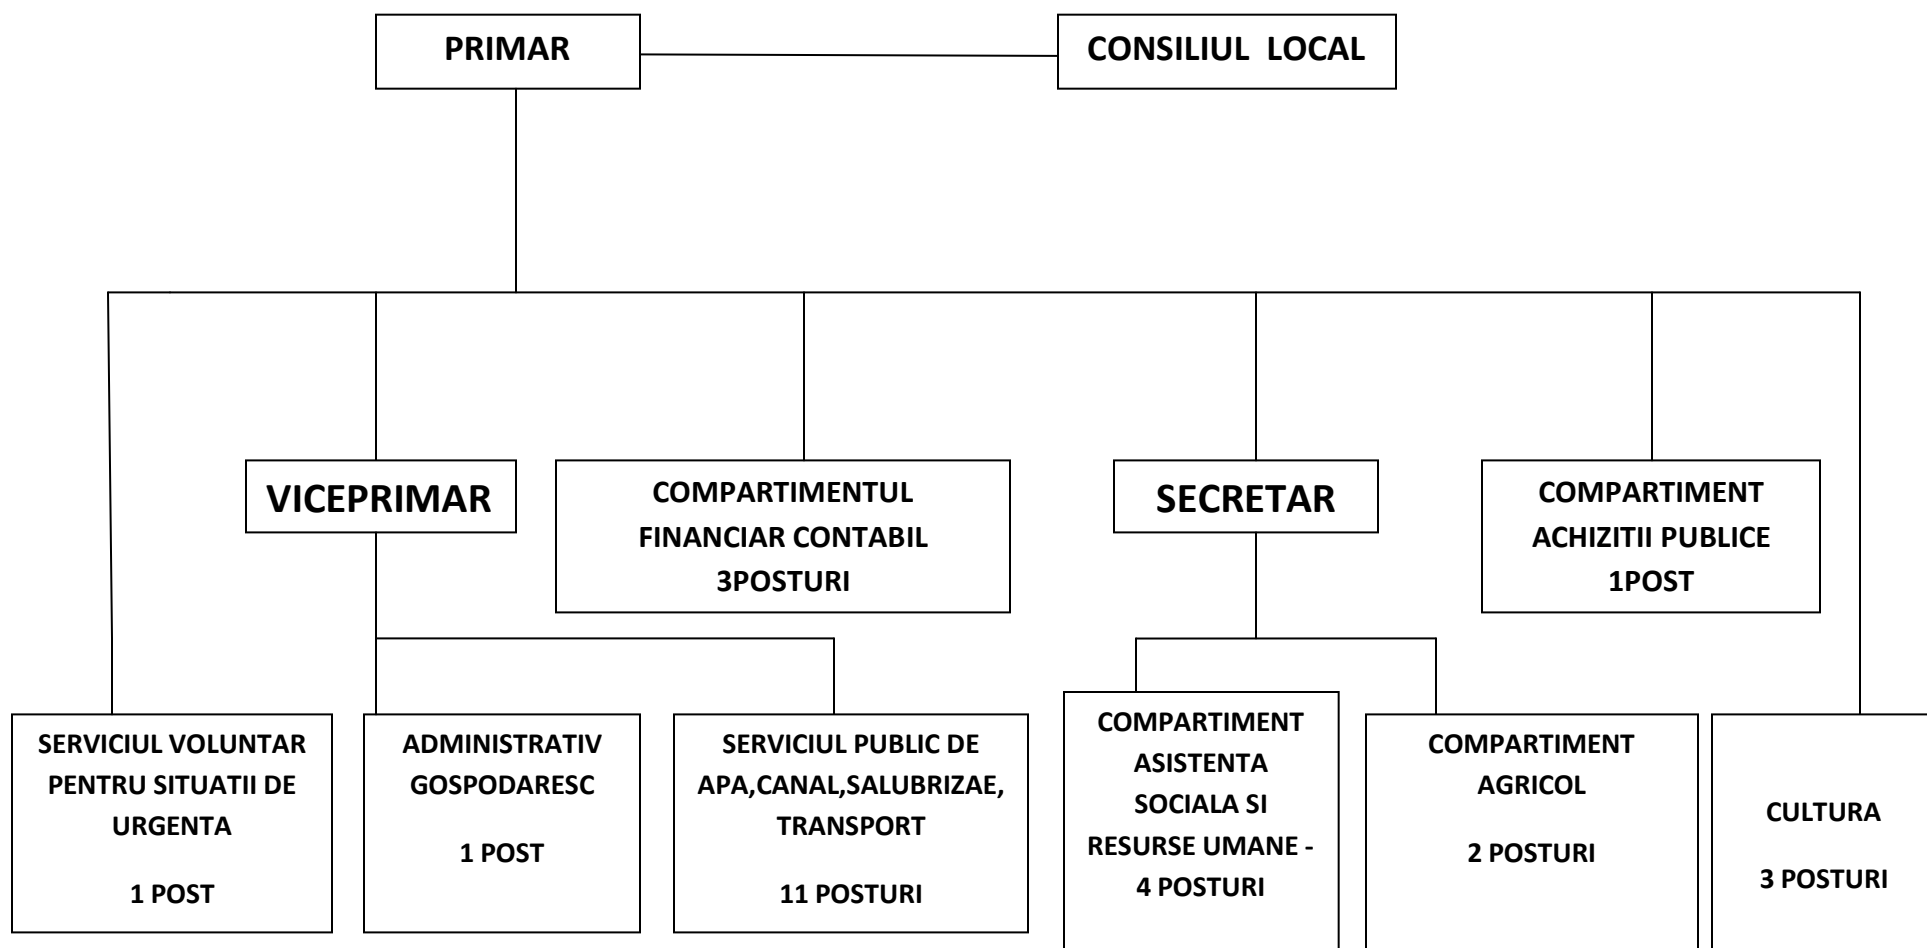 PRIMAR
CONSILIUL LOCAL
VICEPRIMAR
COMPARTIMENTUL
FINANCIAR CONTABIL
3POSTURI
SECRETAR
COMPARTIMENT
ACHIZITII PUBLICE
1POST
SERVICIUL VOLUNTAR
PENTRU SITUATII DE
URGENTA
1 POST
ADMINISTRATIV
GOSPODARESC
1 POST
SERVICIUL PUBLIC DE
APA,CANAL,SALUBRIZAE,
TRANSPORT
11 POSTURI
COMPARTIMENT
ASISTENTA
SOCIALA SI
RESURSE UMANE -
4 POSTURI
COMPARTIMENT
AGRICOL
2 POSTURI
CULTURA
3 POSTURI